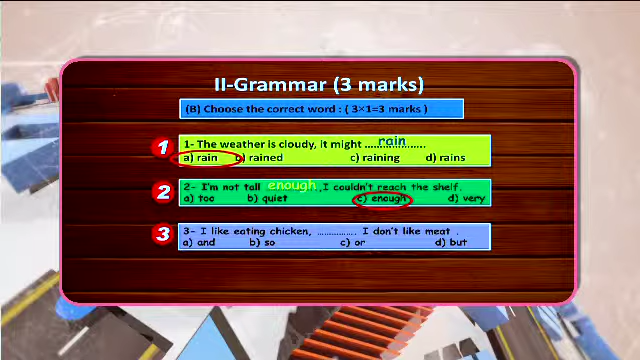 II-Grammar (3 marks)
(B) Choose the correct word : ( 3×1=3 marks )
1
1- The weather is cloudy, it might ...rain...
a) rain b) rained c) raining d) rains
2
2- I'm not tall enough..., I couldn't reach the shelf.
a) too b) quiet c) enough d) very
3
3- I like eating chicken, ............... I don't like meat .
a) and b) so c) or d) but